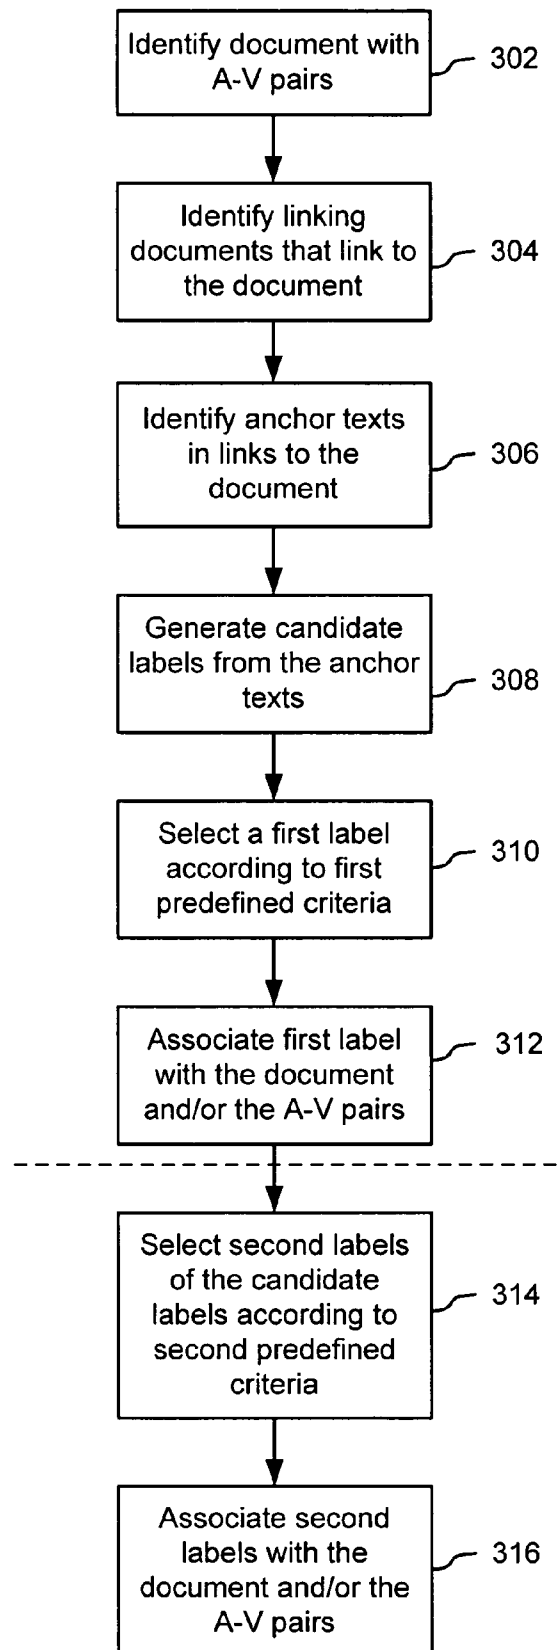 Identify document with
A-V pairs
302
Identify linking
documents that link to
the document
304
Identify anchor texts
in links to the
document
306
Generate candidate
labels from the anchor
texts
308
Select a first label
according to first
predefined criteria
310
Associate first label
with the document
and/or the A-V pairs
312
Select second labels
of the candidate
labels according to
second predefined
criteria
314
Associate second
labels with the
document and/or the
A-V pairs
316